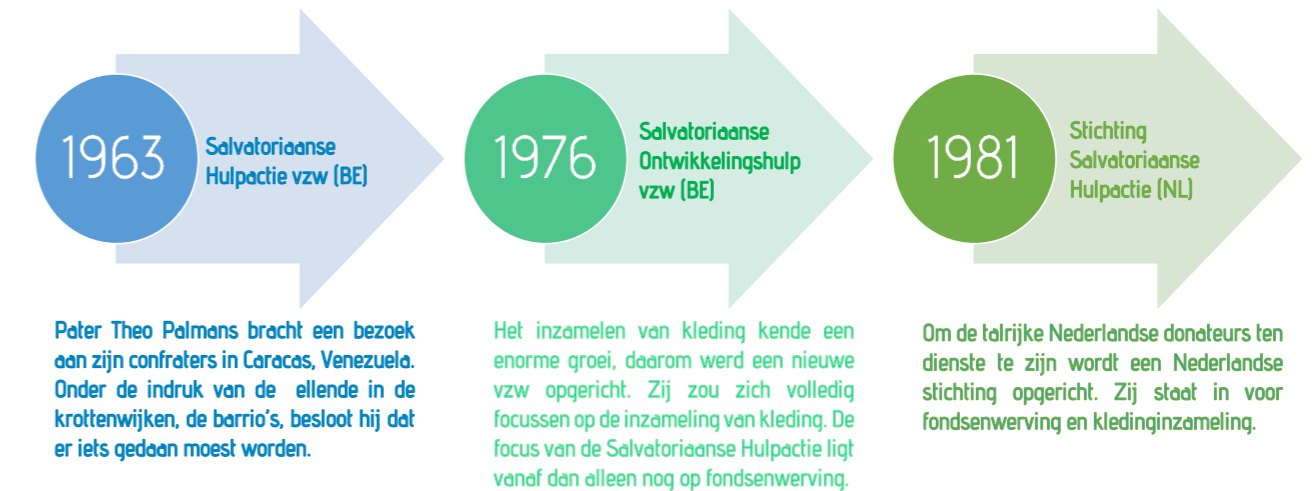 1963
Salvatoriaanse
Hulpactie vzw (BE)
Pater Theo Palmans bracht een bezoek
aan zijn confraters in Caracas, Venezuela.
Onder de indruk van de ellende in de
krottenwijken, de barrio's, besloot hij dat
er iets gedaan moest worden.
1976
Salvatoriaanse
Ontwikkelingshulp
vzw (BE)
Het inzamelen van kleding kende een
enorme groei, daarom werd een nieuwe
vzw opgericht. Zij zou zich volledig
focussen op de inzameling van kleding. De
focus van de Salvatoriaanse Hulpactie ligt
vanaf dan alleen nog op fondsenwerving.
1981
Stichting
Salvatoriaanse
Hulpactie (NL)
Om de talrijke Nederlandse donateurs ten
dienste te zijn wordt een Nederlandse
stichting opgericht. Zij staat in voor
fondsenwerving en kledinginzameling.